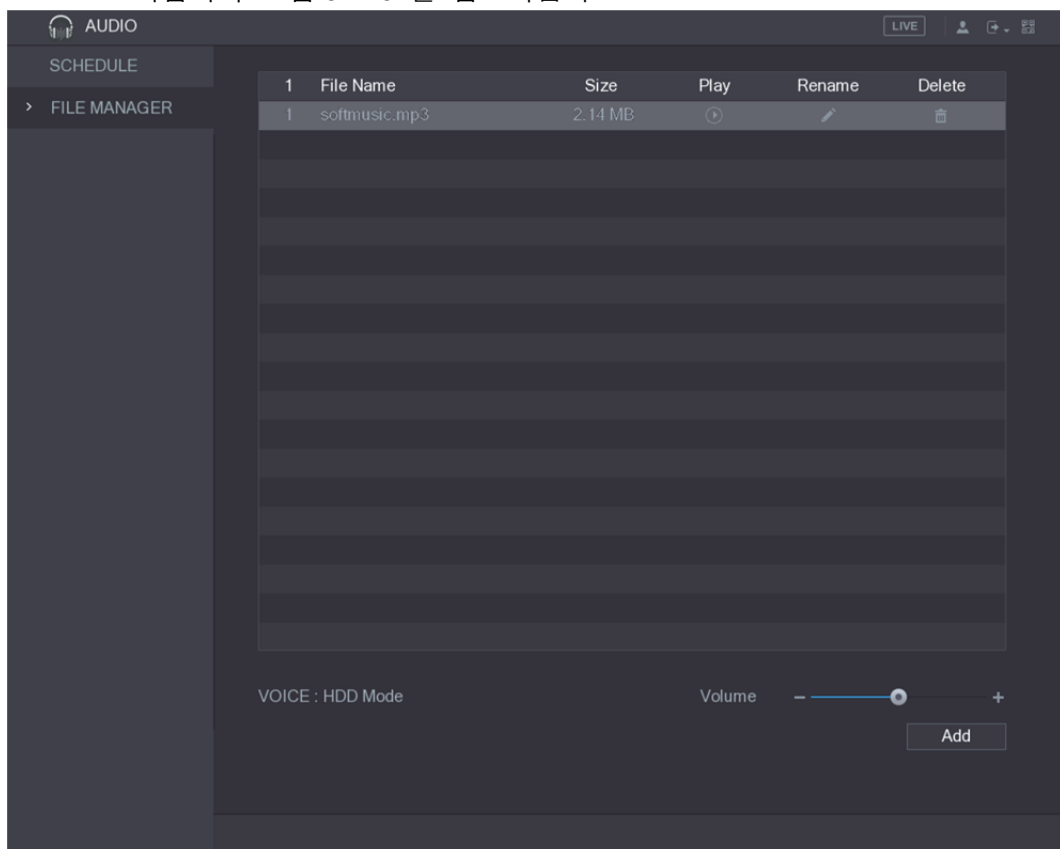 AUDIO
LIVE
SCHEDULE
FILE MANAGER
1 File Name Size Play Rename Delete
1 softmusic.mp3 2.14 MB
VOICE : HDD Mode
Volume - +
Add